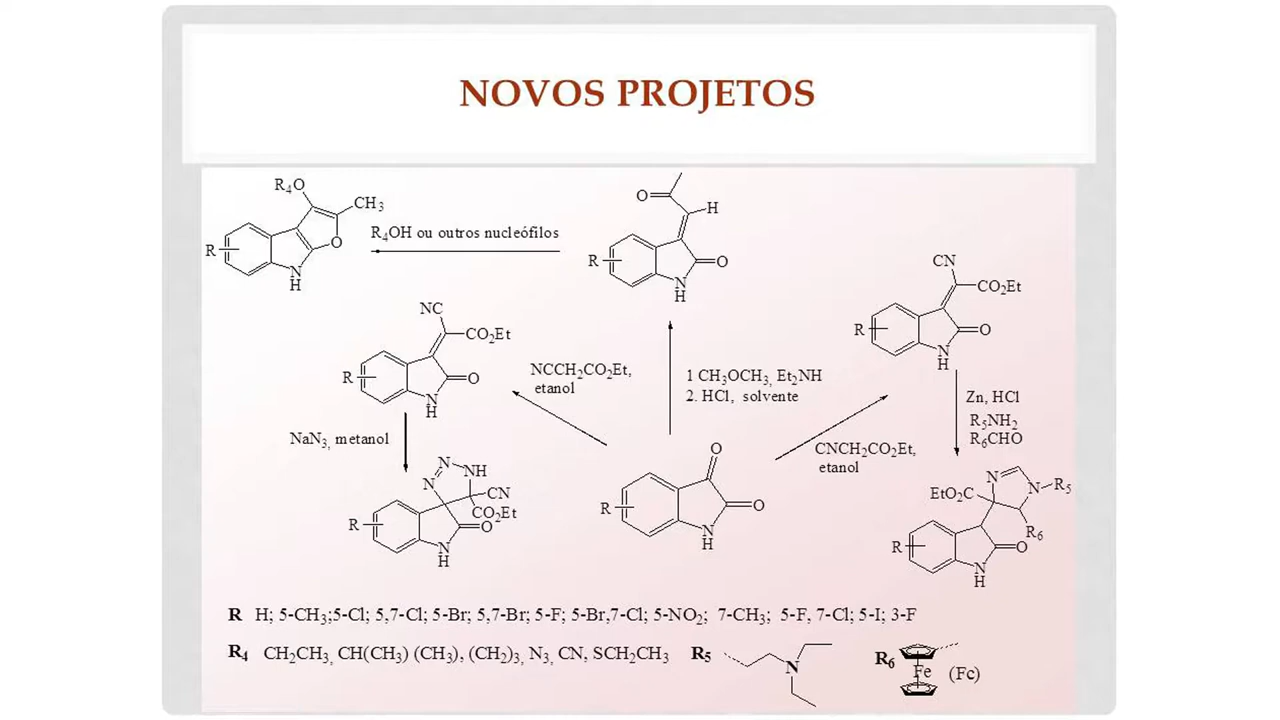 NOVOS PROJETOS
R₄O
CH₃
R
O
N
H
R₄OH ou outros nucleófilos
O
H
R
O
N
H
CN
CO₂Et
R
O
N
H
NC
CO₂Et
R
O
N
H
NCCH₂CO₂Et,
etanol
1 CH₃OCH₃, Et₂NH
2. HCl, solvente
Zn, HCl
R₅NH₂
R₆CHO
NaN₃, metanol
CNCH₂CO₂Et,
etanol
N
NH
N
CN
CO₂Et
R
O
N
H
O
R
O
N
H
N
N
R₅
EtO₂C
R₆
R
O
N
H
R H; 5-CH₃;5-Cl; 5,7-Cl; 5-Br; 5,7-Br; 5-F; 5-Br,7-Cl; 5-NO₂; 7-CH₃; 5-F, 7-Cl; 5-I; 3-F
R₄ CH₂CH₃, CH(CH₃) (CH₃), (CH₂)₃, N₃, CN, SCH₂CH₃ R₅ N R₆ Fe (Fc)